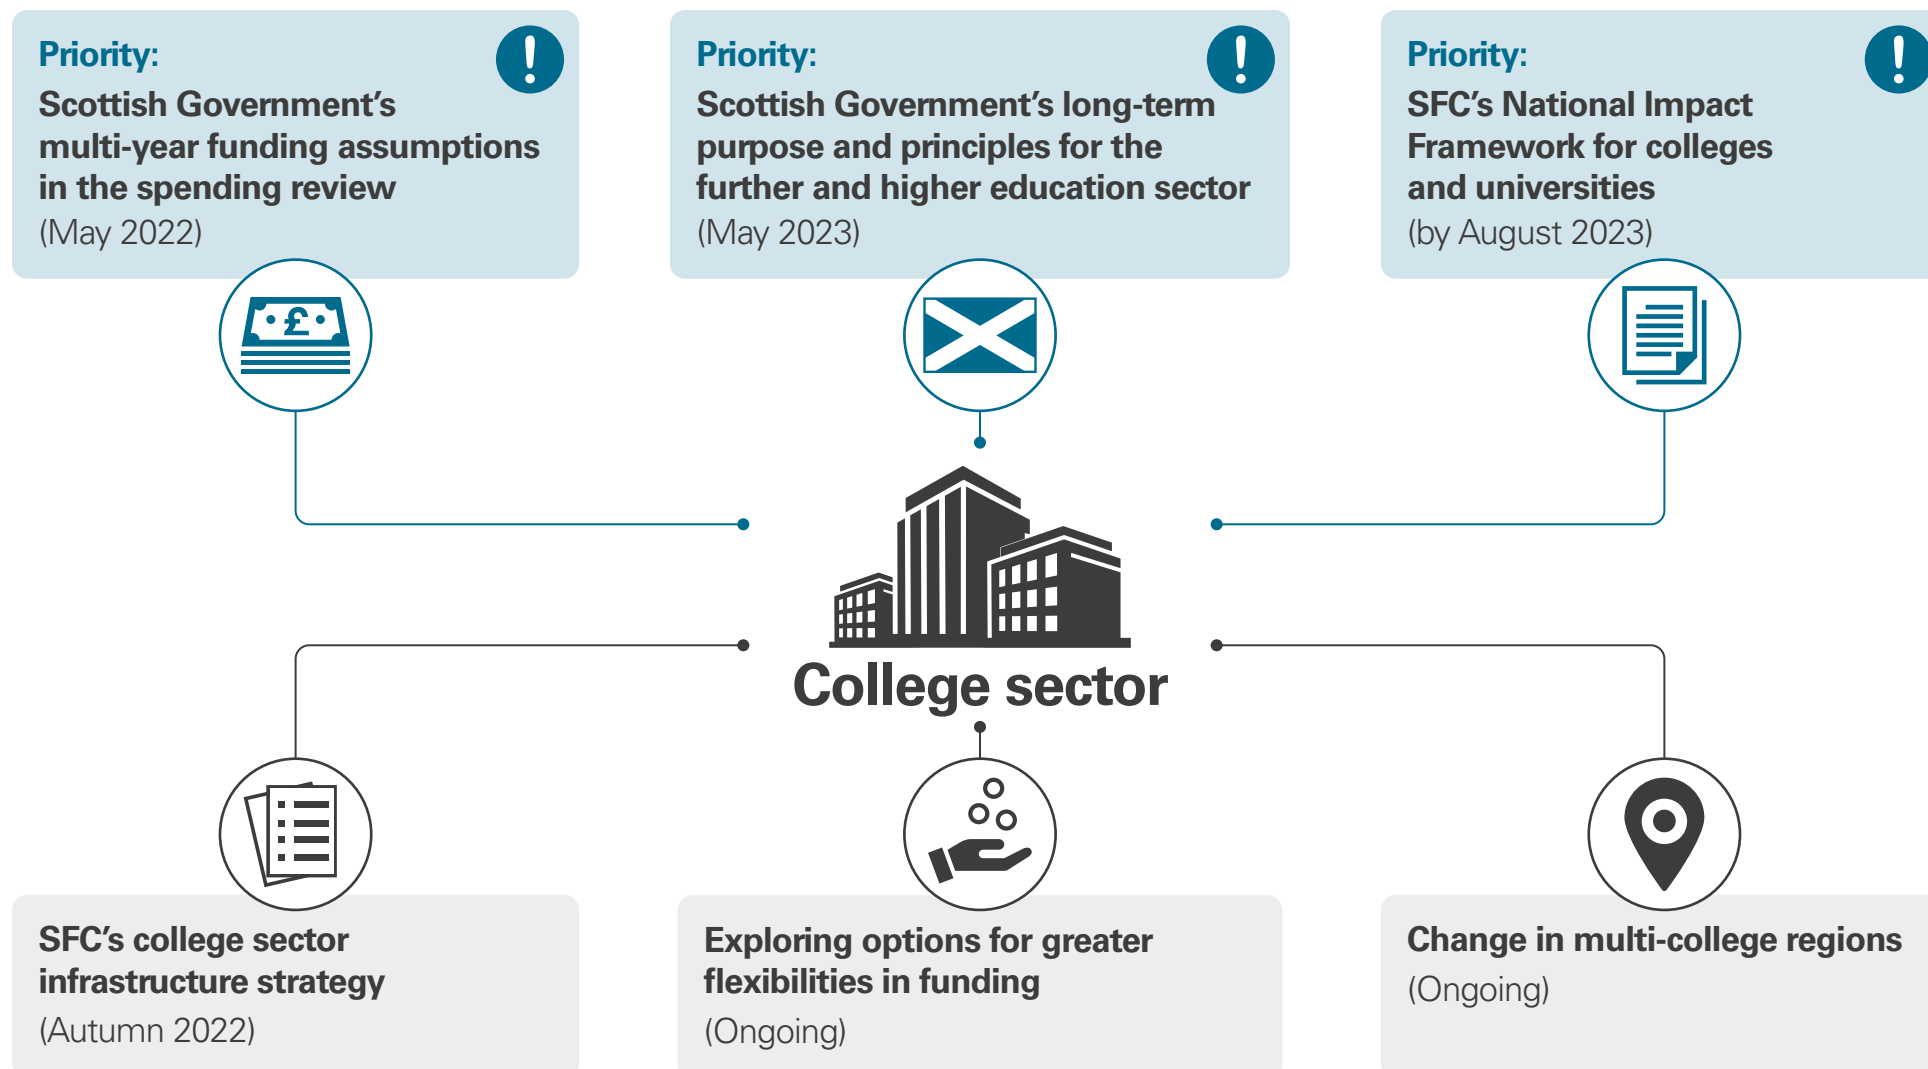 Priority:
Scottish Government’s
multi-year funding assumptions
in the spending review
(May 2022)
Priority:
Scottish Government’s long-term
purpose and principles for the
further and higher education sector
(May 2023)
Priority:
SFC’s National Impact
Framework for colleges
and universities
(by August 2023)
£
College sector
SFC’s college sector
infrastructure strategy
(Autumn 2022)
Exploring options for greater
flexibilities in funding
(Ongoing)
Change in multi-college regions
(Ongoing)